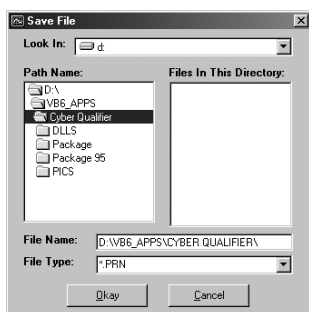 Save File
Look In: d:
Path Name: Files In This Directory:
D:\
VB6_APPS
Cyber Qualifier
DLLS
Package
Package 95
PICS
File Name: D:\VB6_APPS\CYBER QUALIFIER\
File Type: *.PRN
Okay Cancel